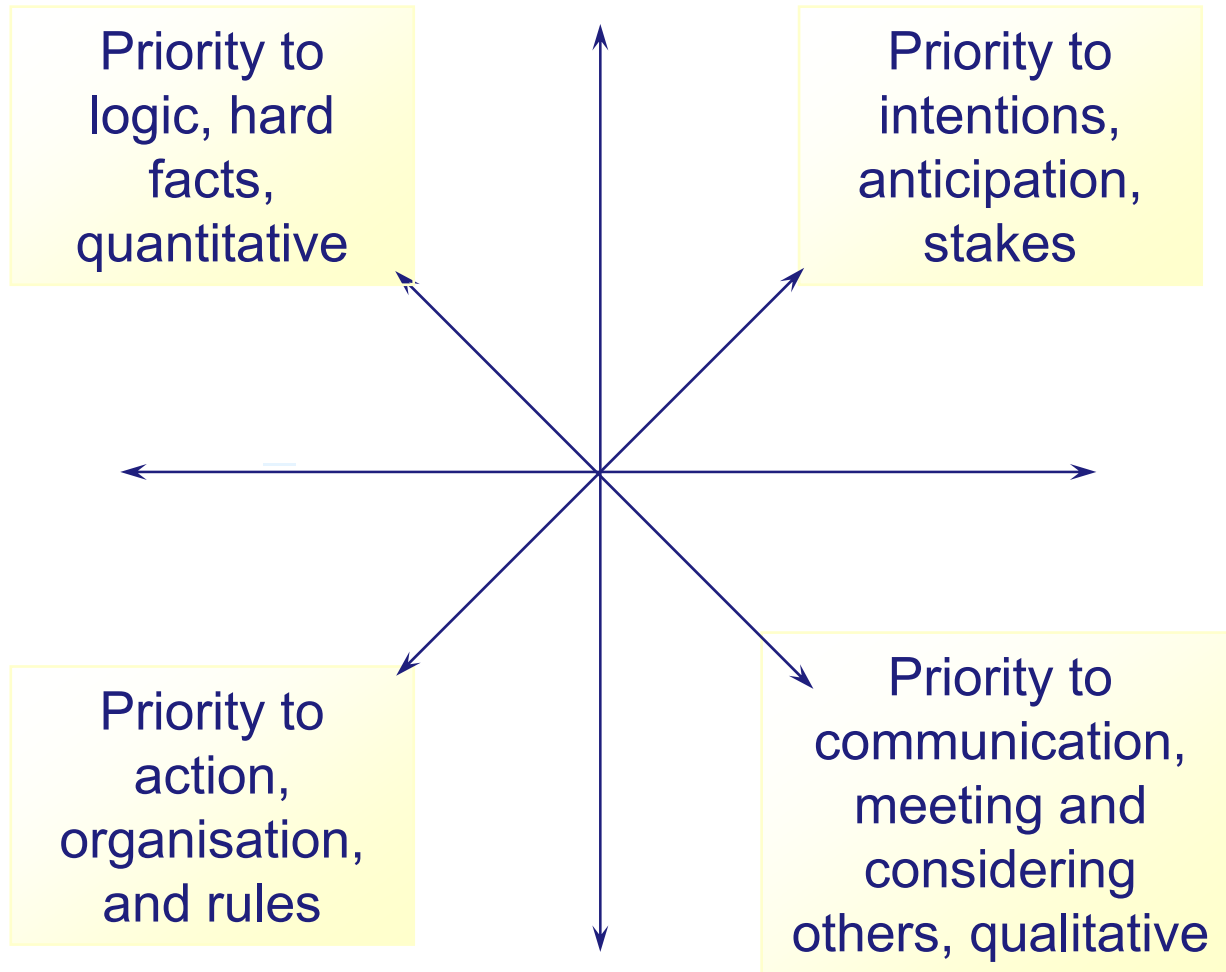 Priority to
logic, hard
facts,
quantitative
Priority to
intentions,
anticipation,
stakes
Priority to
action,
organisation,
and rules
Priority to
communication,
meeting and
considering
others, qualitative